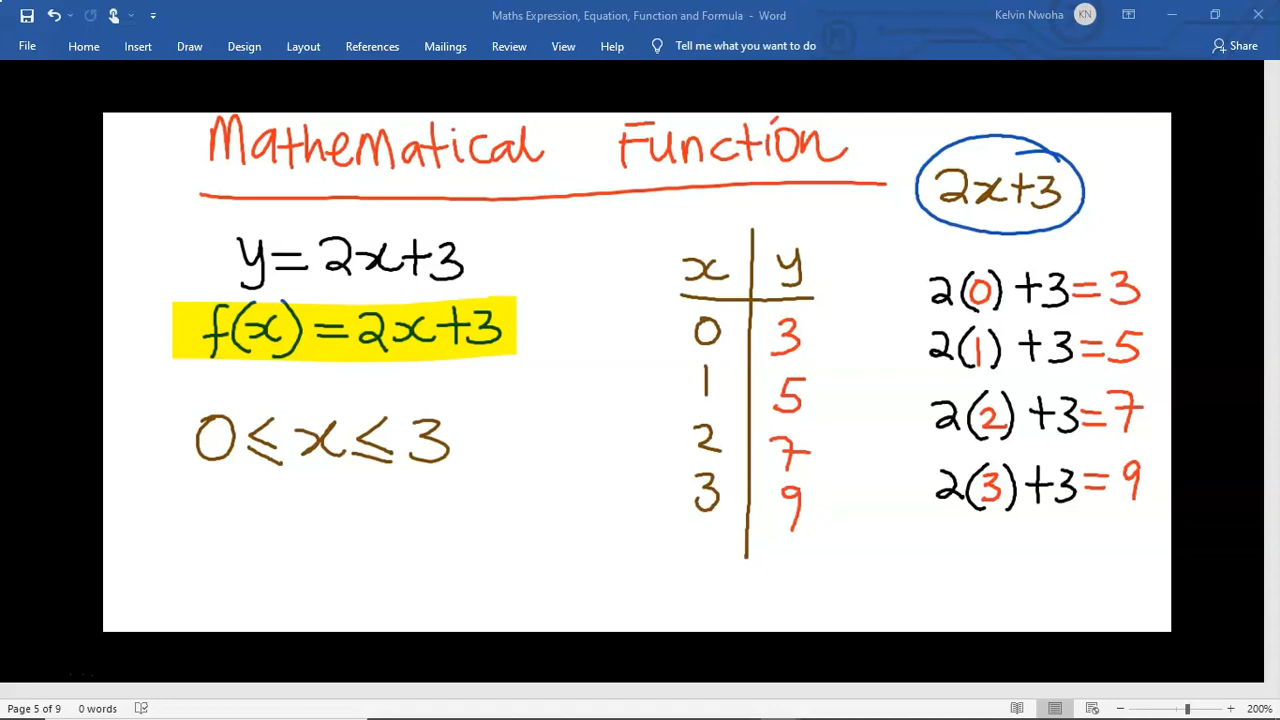 Maths Expression, Equation, Function and Formula - Word
Kelvin Nwoha KN
File Home Insert Draw Design Layout References Mailings Review View Help Tell me what you want to do Share
Mathematical Function
2x+3
y=2x+3
f(x)=2x+3
0≤x≤3
x y
0 3
1 5
2 7
3 9
2(0)+3=3
2(1)+3=5
2(2)+3=7
2(3)+3=9
Page 5 of 9 0 words 200%